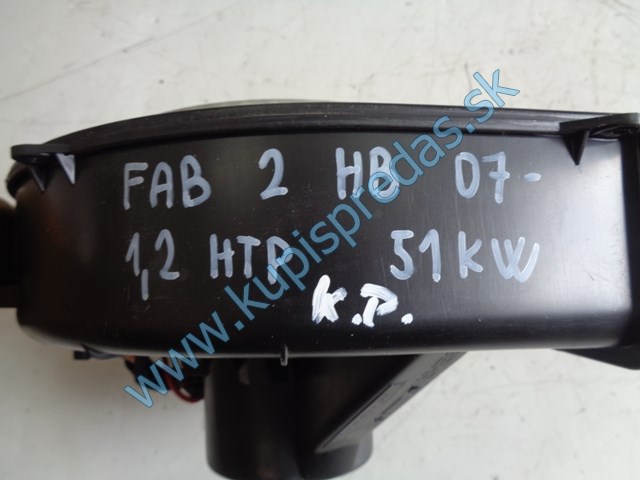 FAB 2 HB 07-
1,2 HTP 51KW
K.P.
www.kupispredas.sk